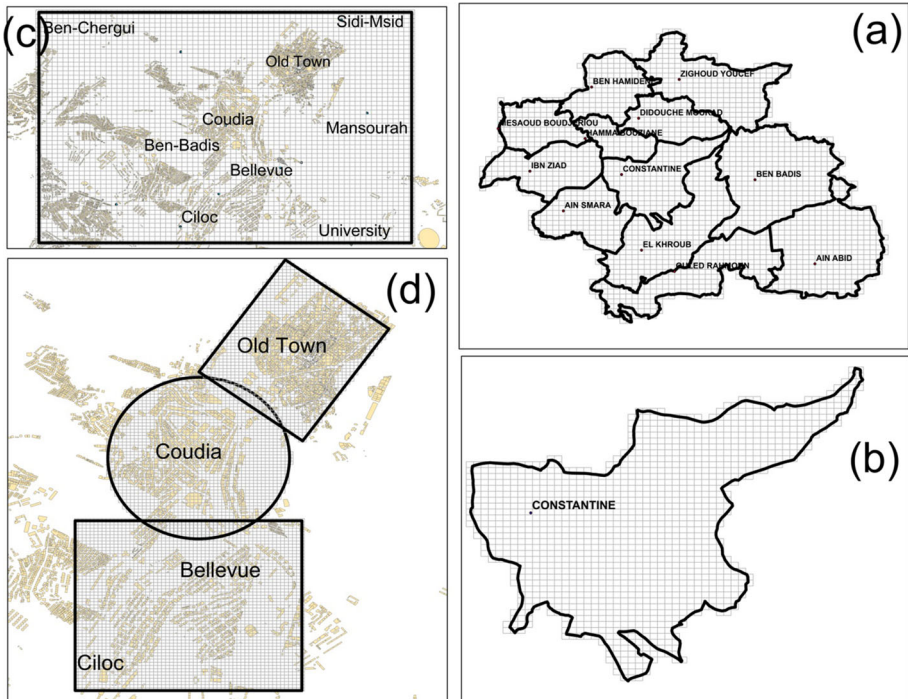 (c)
Ben-Chergui
Sidi-Msid
Old Town
Coudia
Mansourah
Ben-Badis
Bellevue
Ciloc
University
(a)
ZIGHOUD YOUCEF
BEN HAMIDEN
DIDOUCHE MOURAD
MESAOUD BOUDJERIOU
HAMMA BOUZIANE
IBN ZIAD
CONSTANTINE
BEN BADIS
AIN SMARA
EL KHROUB
OULED RAHMOUN
AIN ABID
(d)
Old Town
Coudia
Bellevue
Ciloc
(b)
CONSTANTINE